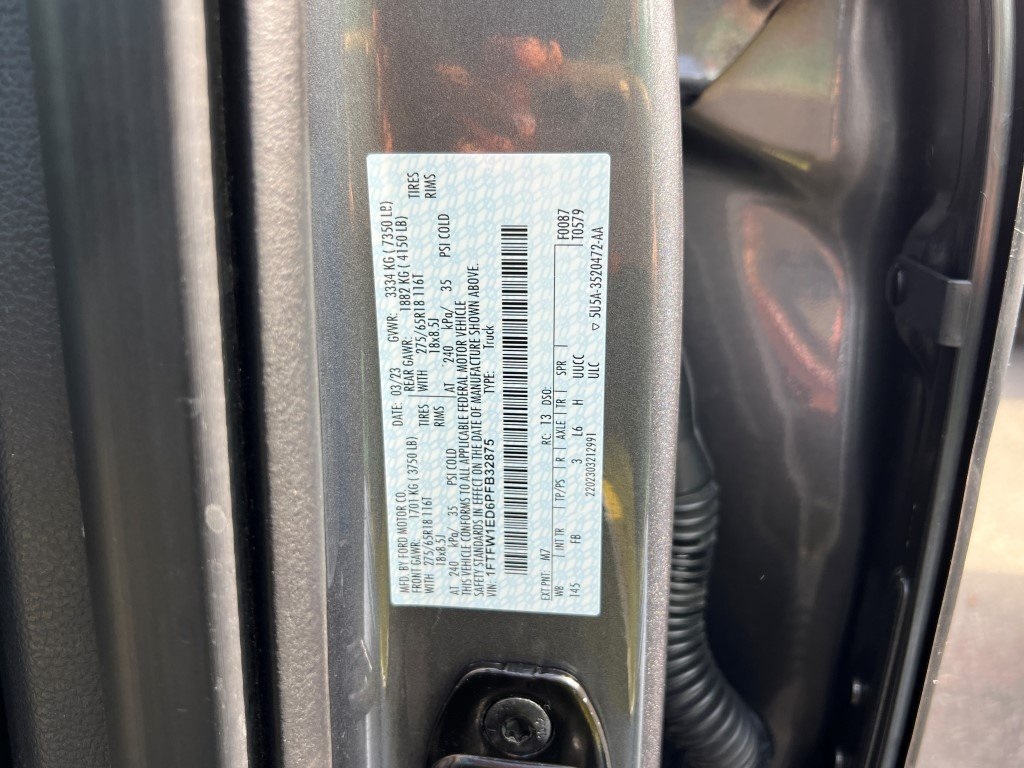 MFD. BY FORD MOTOR CO. DATE: 03/23 GVWR: 3334 KG ( 7350 LB)
FRONT GAWR: 1701 KG ( 3750 LB) REAR GAWR: 1882 KG ( 4150 LB)
WITH 275/65R18 116T TIRES WITH 275/65R18 116T TIRES
18x8.5J RIMS 18x8.5J RIMS
AT 240 kPa/ 35 PSI COLD AT 240 kPa/ 35 PSI COLD
THIS VEHICLE CONFORMS TO ALL APPLICABLE FEDERAL MOTOR VEHICLE
SAFETY STANDARDS IN EFFECT ON THE DATE OF MANUFACTURE SHOWN ABOVE.
VIN: 1FTFW1ED6PFB32875 TYPE: Truck
F0087
T0579
EXT PNT: M7 RC: 13 DSO:
WB | INT TR | TP/PS | R | AXLE | TR | SPR
145 FB 3 L6 H UUCC
2202303212991 ULC
▽ 5U5A-3520472-AA